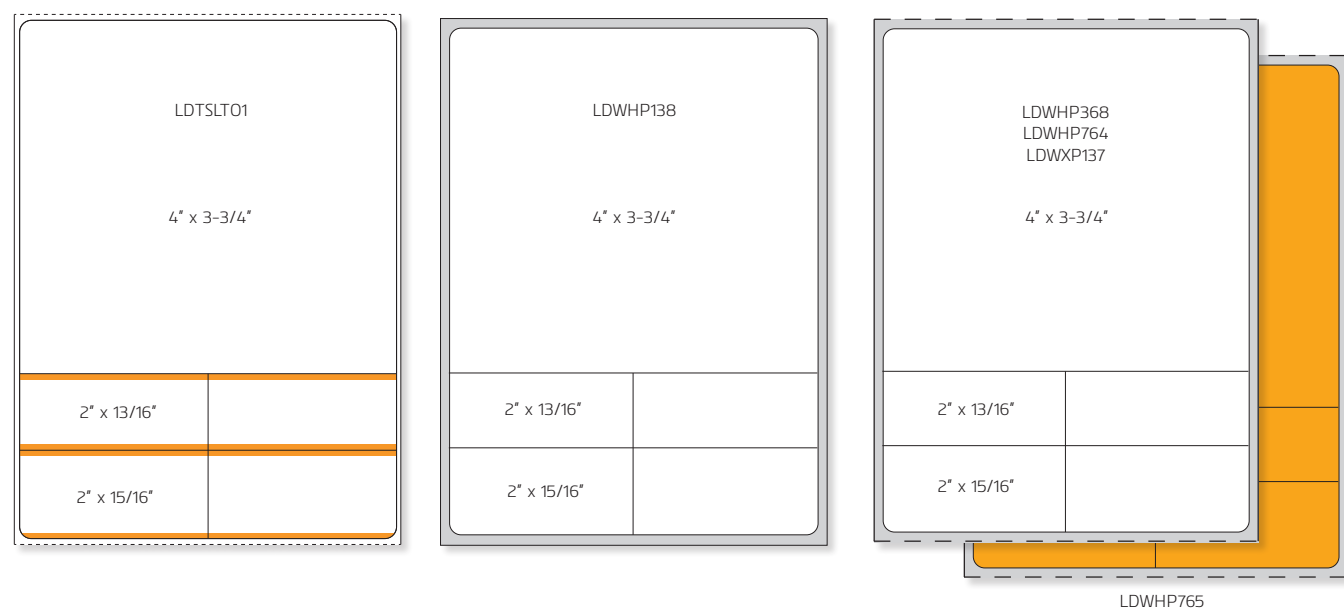 LDTSLT01
4" x 3-3/4"
2" x 13/16"
2" x 15/16"
LDWHP138
4" x 3-3/4"
2" x 13/16"
2" x 15/16"
LDWHP368
LDWHP764
LDWXP137
4" x 3-3/4"
2" x 13/16"
2" x 15/16"
LDWHP765